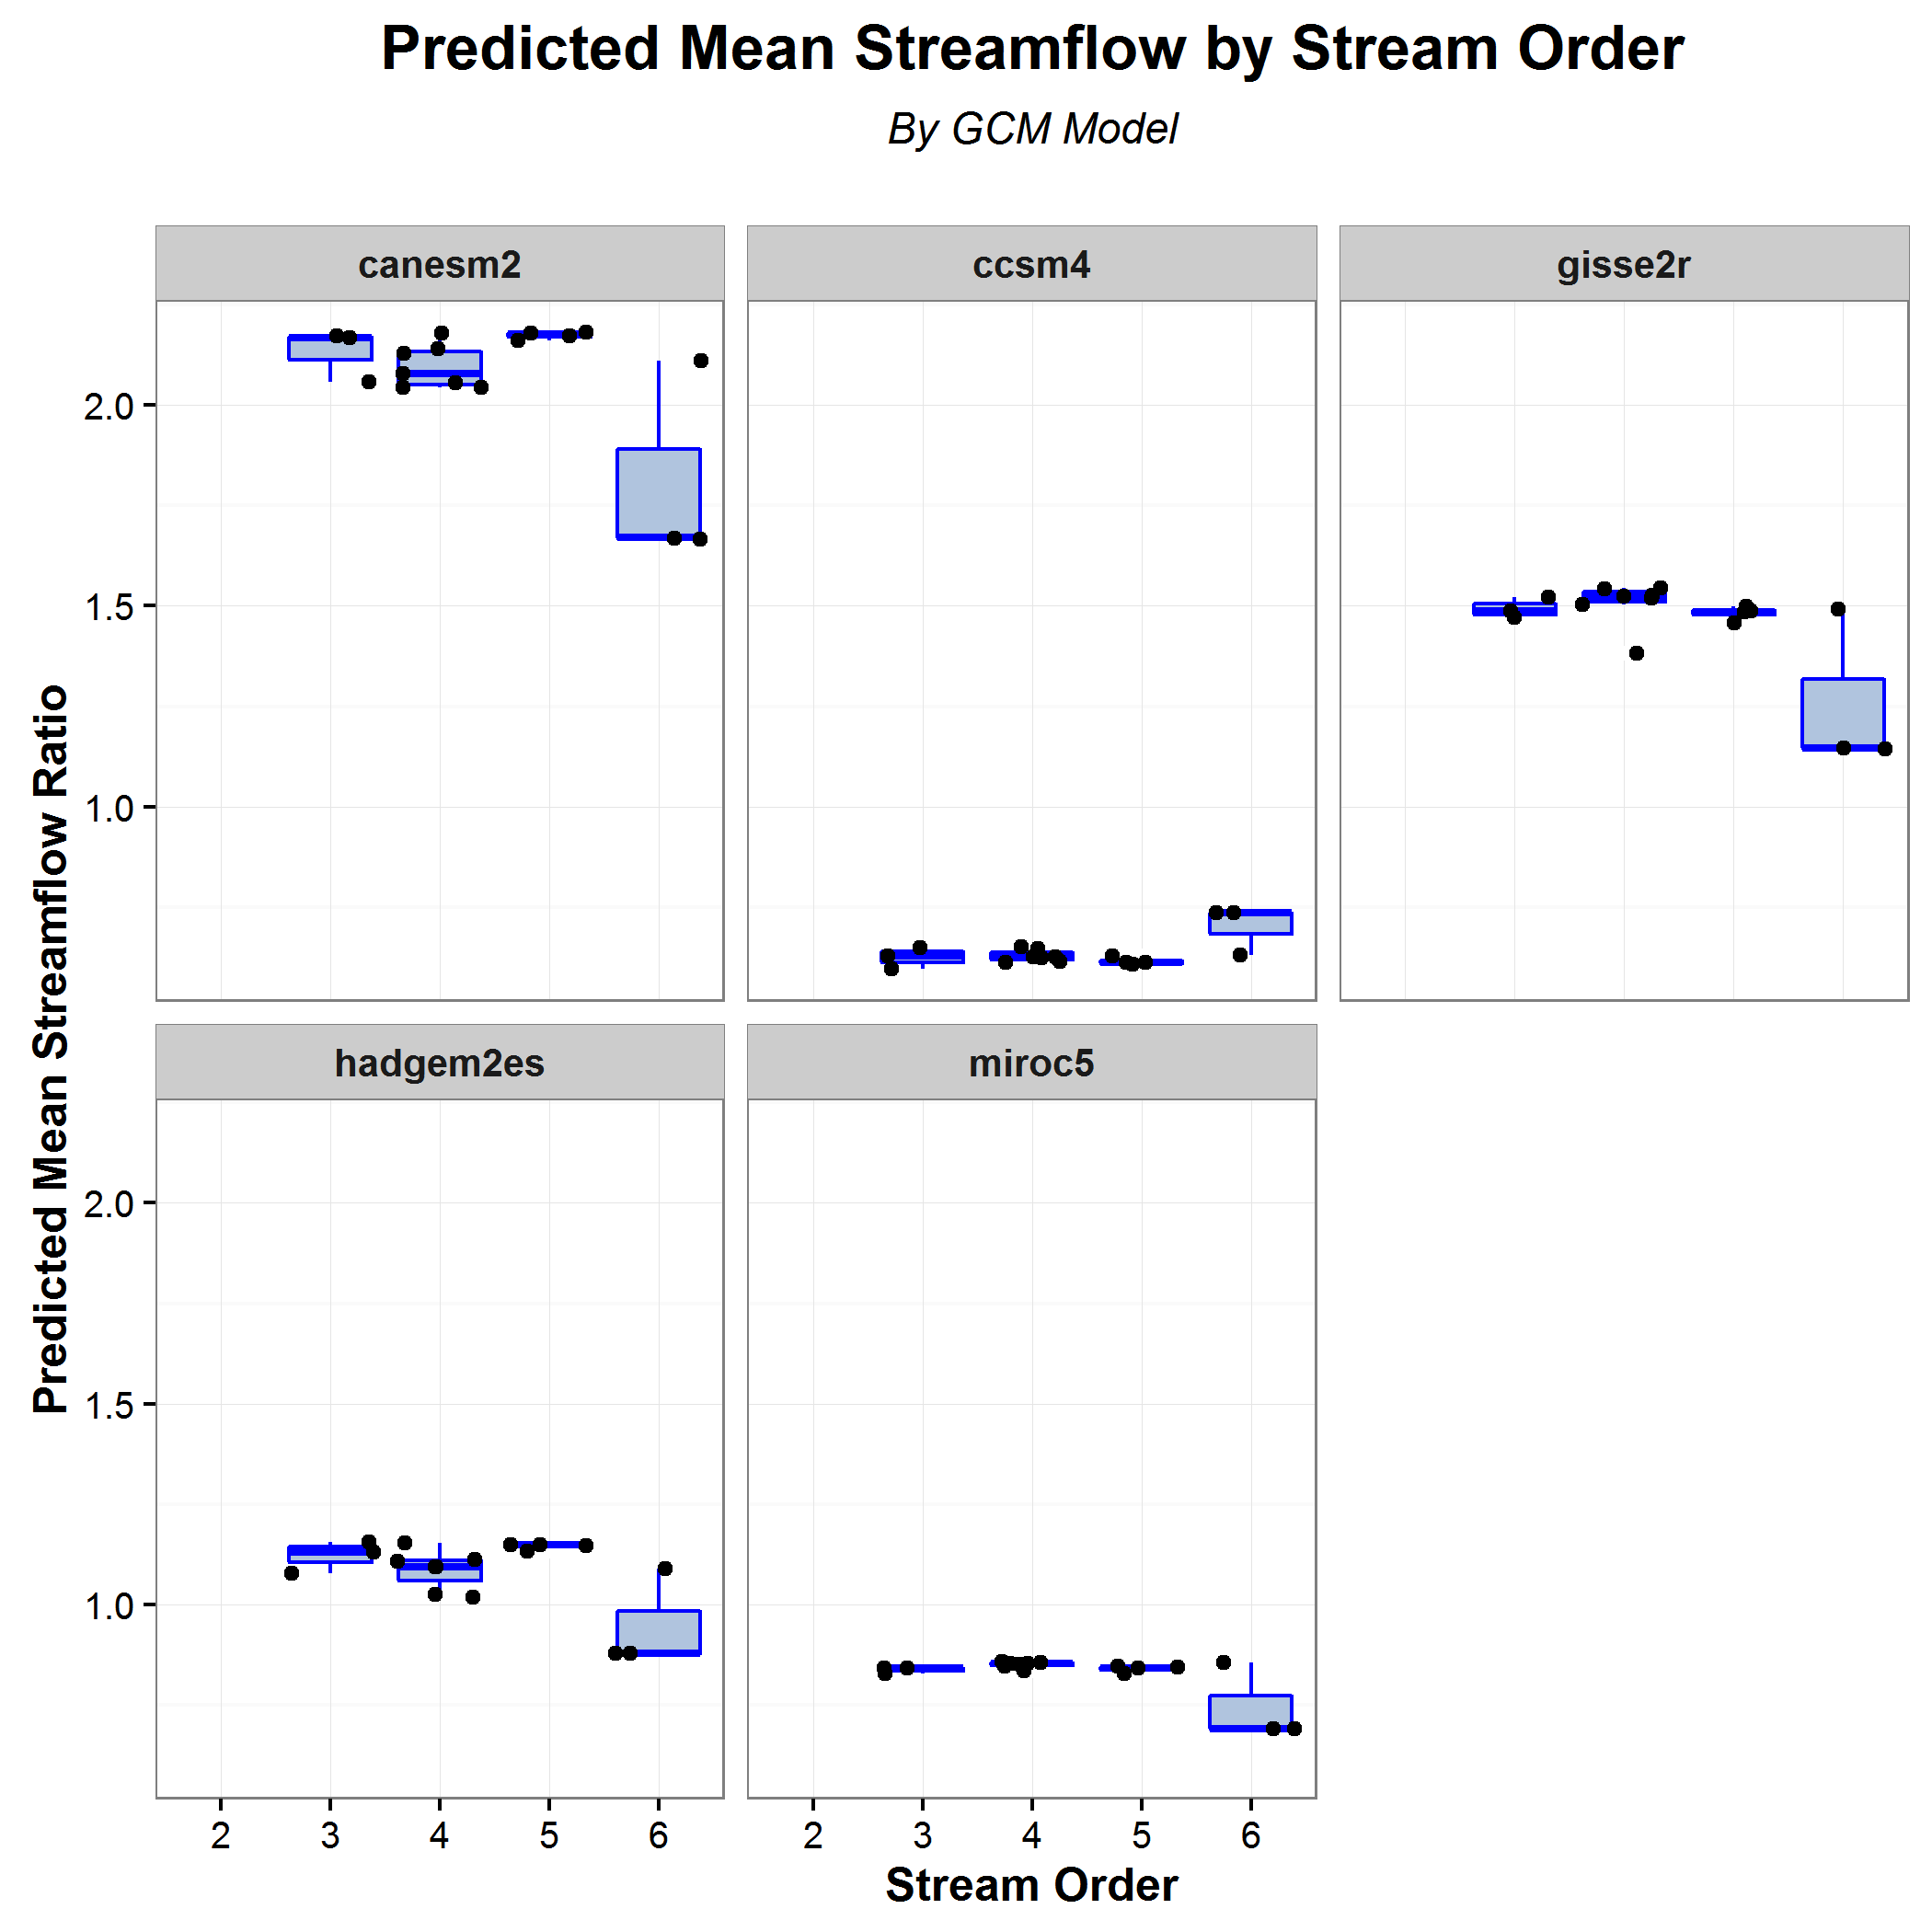 Predicted Mean Streamflow by Stream Order
By GCM Model
canesm2
ccsm4
gisse2r
2.0
1.5
1.0
Predicted Mean Streamflow Ratio
hadgem2es
miroc5
2.0
1.5
1.0
2 3 4 5 6
2 3 4 5 6
Stream Order